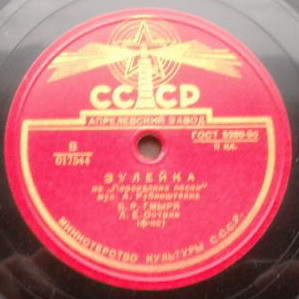 СССР
АПРЕЛЕВСКИЙ ЗАВОД
ГОСТ 5289-50
В
017544
II кл.
ЗУЛЕЙКА
из „Персидских песен"
муз. А. Рубинштейна
Б. Р. ГМЫРЯ
Л. Е. Острин
(ф-но)
МИНИСТЕРСТВО КУЛЬТУРЫ С.С.С.Р.